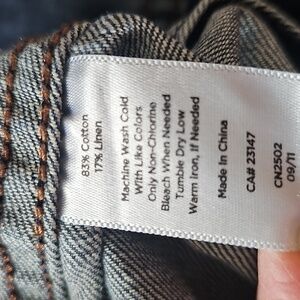 83% Cotton
17% Linen
Machine Wash Cold
With Like Colors
Only Non-Chlorine
Bleach When Needed
Tumble Dry Low
Warm Iron, If Needed
Made In China
CA# 23147
CN2502
09/11